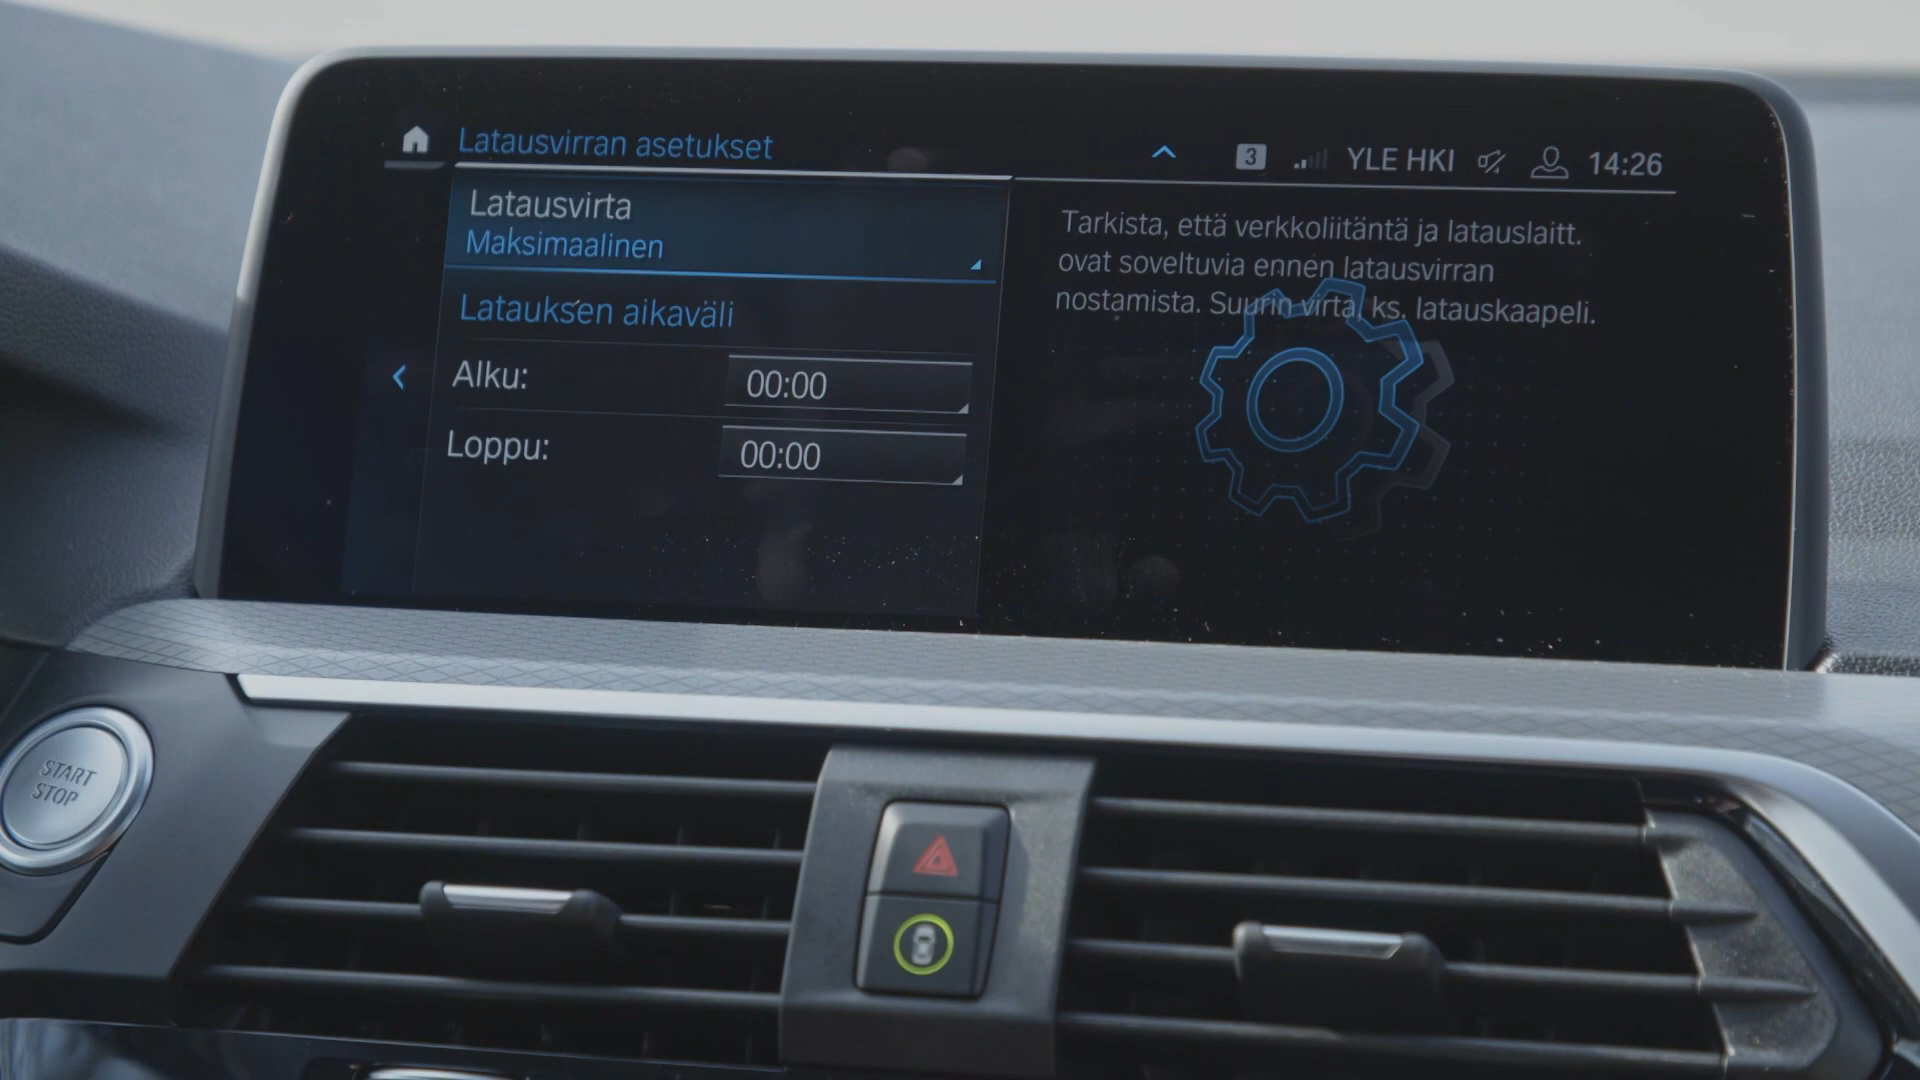 Latausvirran asetukset
3 YLE HKI 14:26
Latausvirta
Maksimaalinen
Latauksen aikaväli
Alku: 00:00
Loppu: 00:00
Tarkista, että verkkoliitäntä ja latauslaitt.
ovat soveltuvia ennen latausvirran
nostamista. Suurin virta, ks. latauskaapeli.
START
STOP